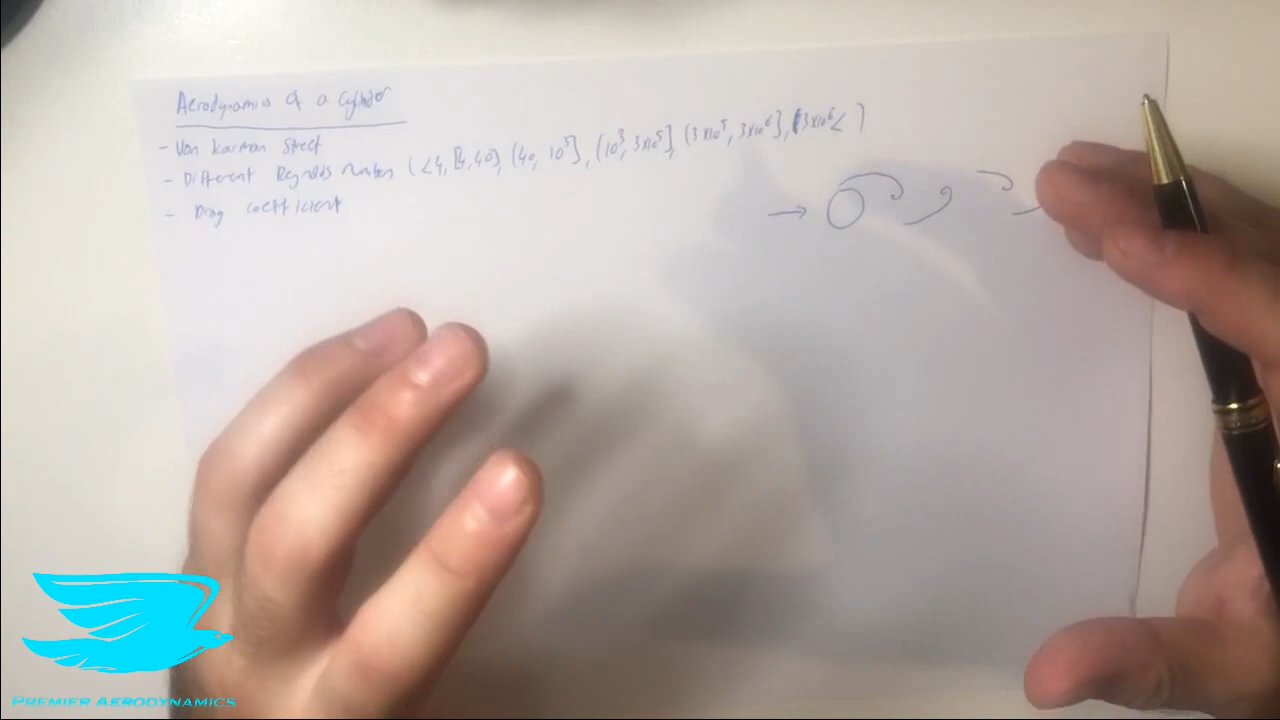 Aerodynamics of a Cylinder
- Von Karman Street
- Different Reynolds numbers (<4, [4,40], (40, 10³], (10³, 3x10⁵], (3x10⁵, 3x10⁶], (3x10⁶<)
- Drag coefficient
PREMIER AERODYNAMICS